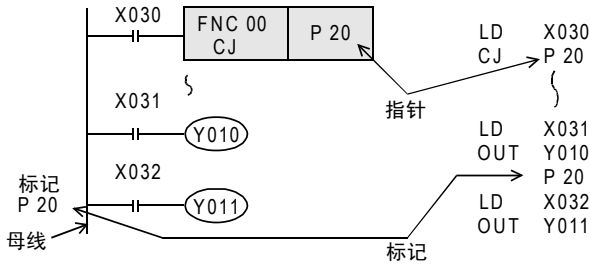 X030
FNC 00
CJ
P 20
X031
Y010
X032
Y011
标记
P 20
母线
指针
标记
LD X030
CJ P 20
LD X031
OUT Y010
P 20
LD X032
OUT Y011